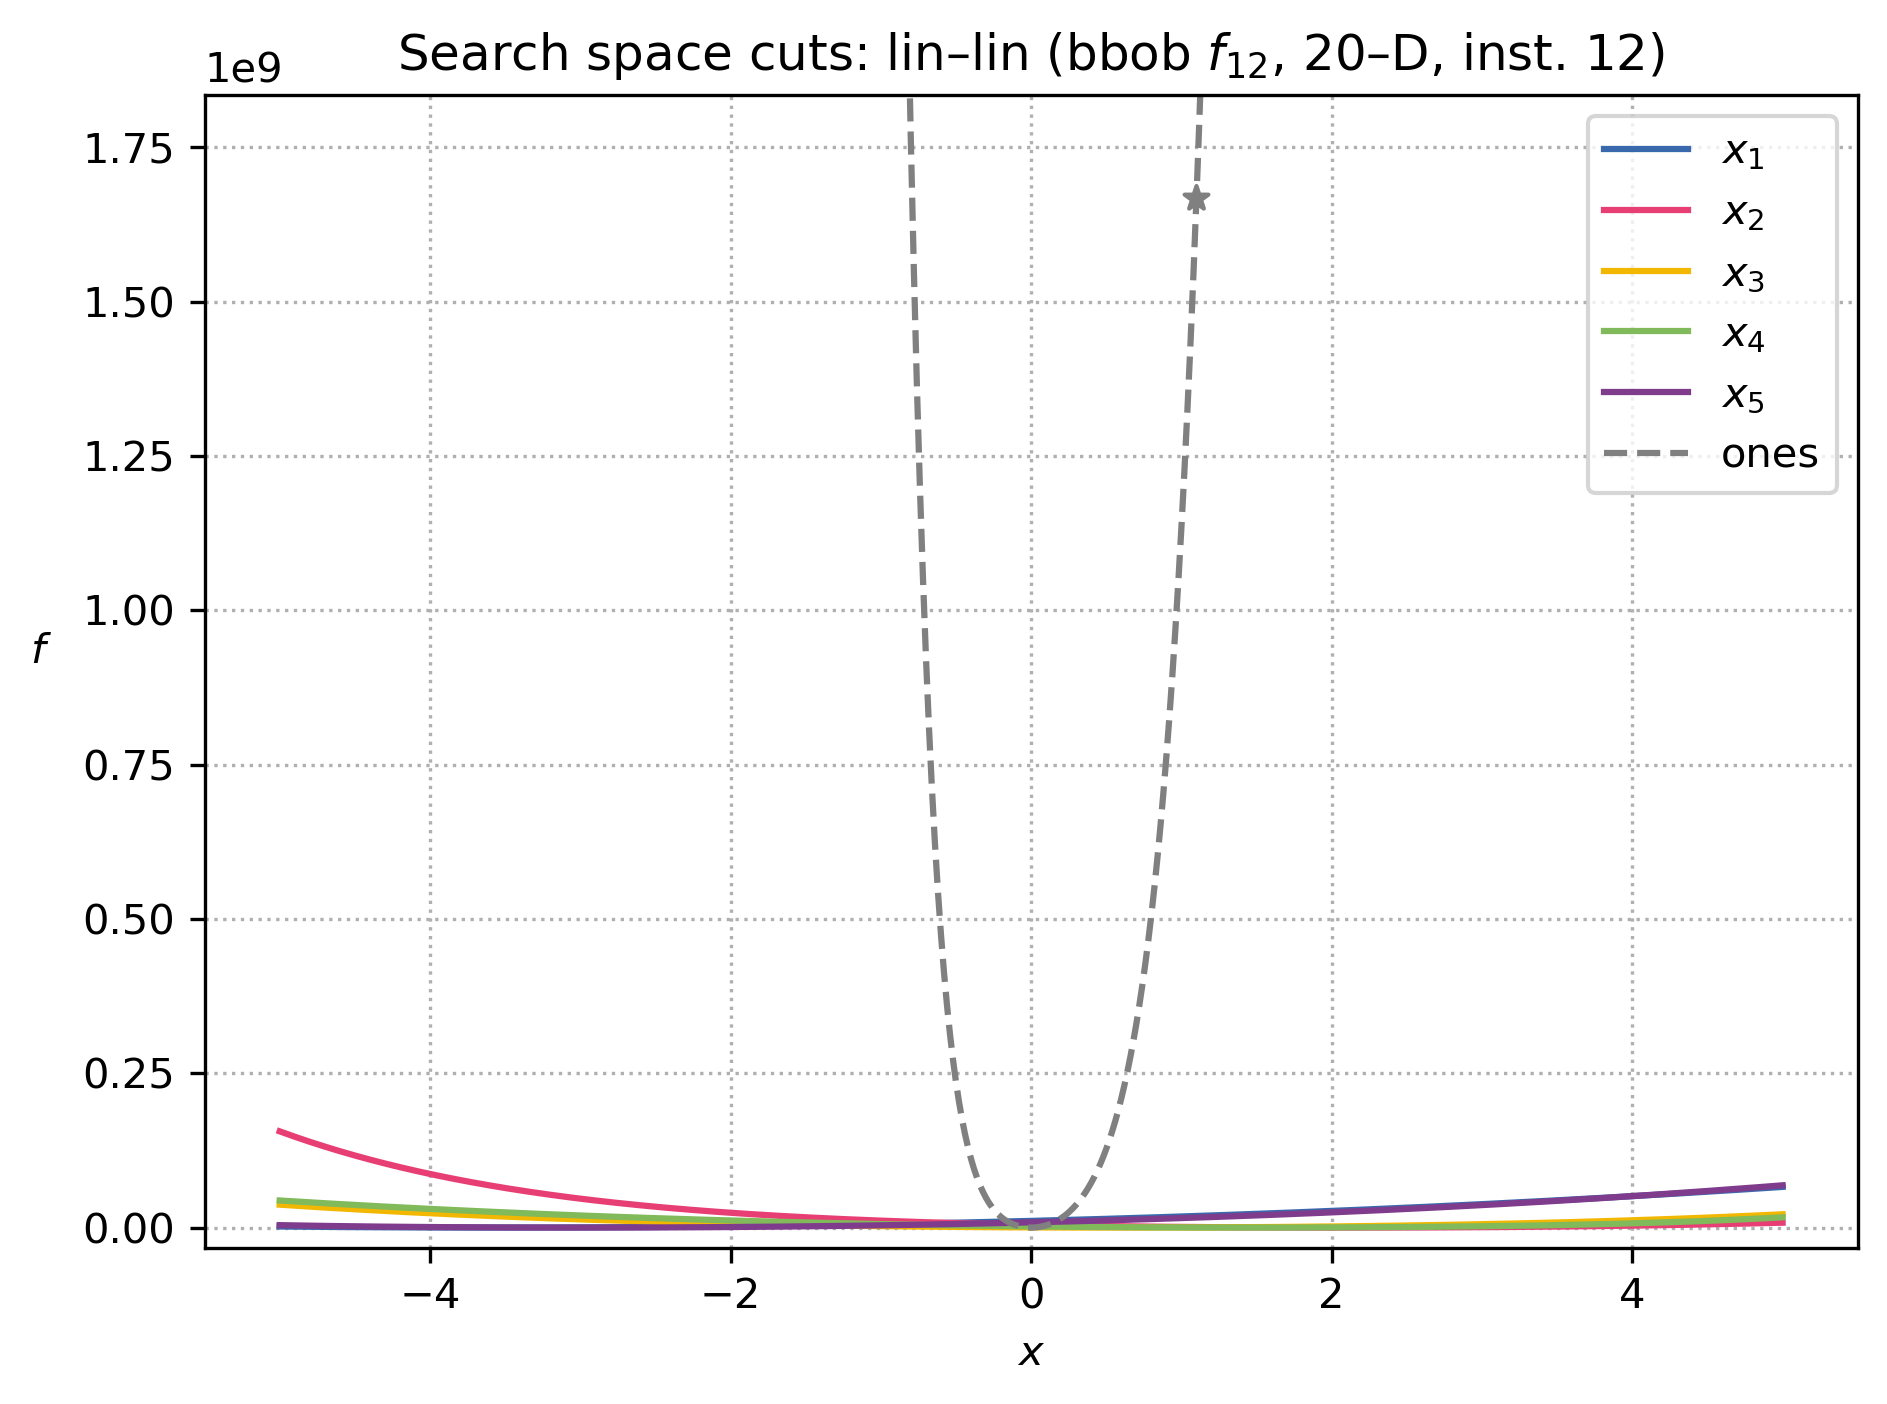 Search space cuts: lin–lin (bbob f₁₂, 20–D, inst. 12)
1e9
1.75
1.50
1.25
1.00
0.75
0.50
0.25
0.00
f
−4
−2
0
2
4
x
x₁
x₂
x₃
x₄
x₅
ones